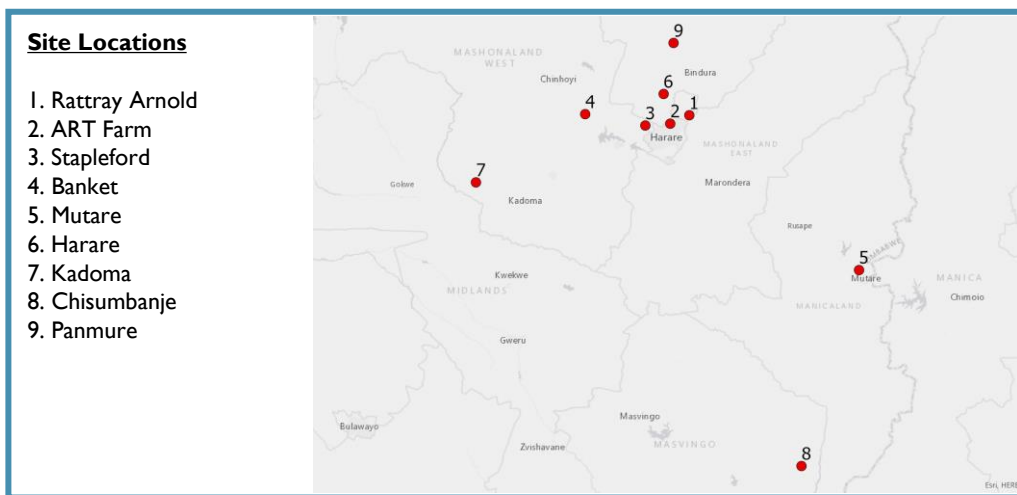 Site Locations
1. Rattray Arnold
2. ART Farm
3. Stapleford
4. Banket
5. Mutare
6. Harare
7. Kadoma
8. Chisumbanje
9. Panmure
9
MASHONALAND
WEST
Chinhoyi
Bindura
6
4
3
2
1
Harare
MASHONALAND
EAST
7
Gokwe
Kadoma
Marondera
Rusape
ZIMBABWE
5
Mutare
Kwekwe
MIDLANDS
MANICA
MANICALAND
Chimoio
Gweru
Masvingo
Bulawayo
Zvishavane
MASVINGO
8
Esri, HERE